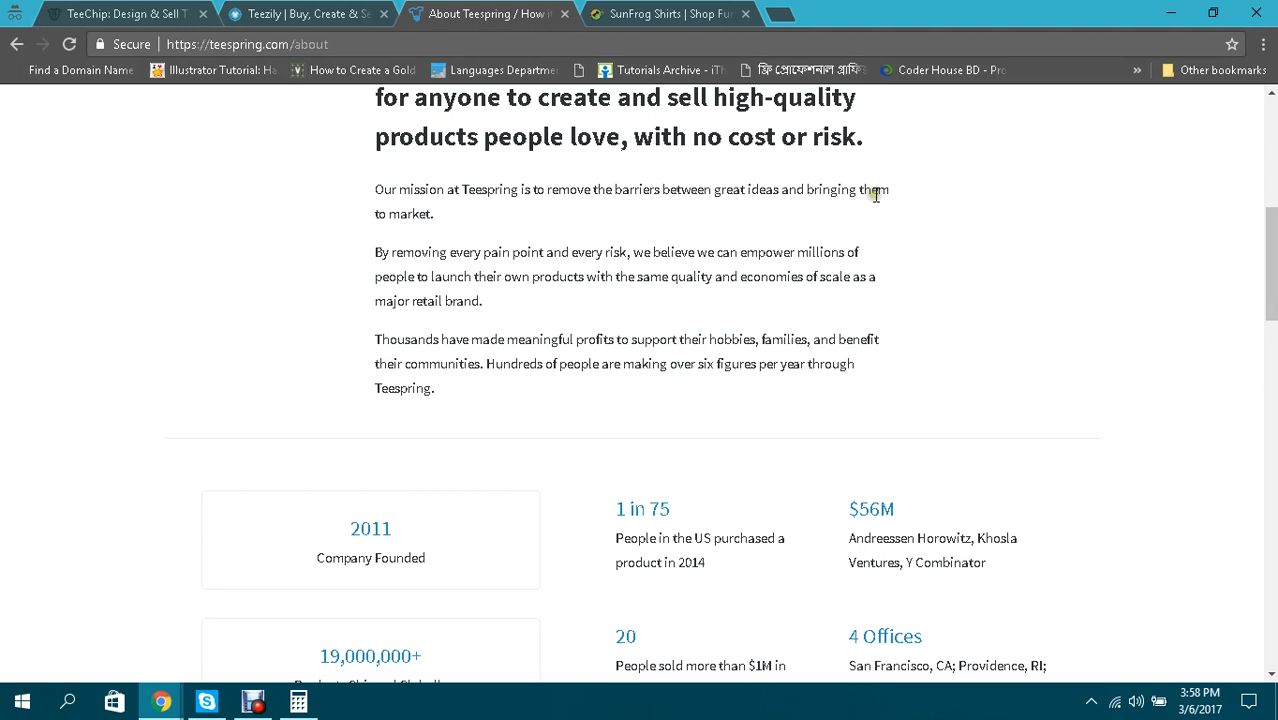 TeeChip: Design & Sell T
Teezily | Buy, Create & Se
About Teespring / How i
SunFrog Shirts | Shop Fu
Secure
https://teespring.com/about
Find a Domain Name
Illustrator Tutorial: Ha
How to Create a Gold
Languages Departme
Tutorials Archive - iTh
ফ্রি প্রোফেশনাল গ্রাফি
Coder House BD - Pro
Other bookmarks
for anyone to create and sell high-quality
products people love, with no cost or risk.
Our mission at Teespring is to remove the barriers between great ideas and bringing them
to market.
By removing every pain point and every risk, we believe we can empower millions of
people to launch their own products with the same quality and economies of scale as a
major retail brand.
Thousands have made meaningful profits to support their hobbies, families, and benefit
their communities. Hundreds of people are making over six figures per year through
Teespring.
2011
Company Founded
1 in 75
People in the US purchased a
product in 2014
$56M
Andreessen Horowitz, Khosla
Ventures, Y Combinator
19,000,000+
20
People sold more than $1M in
4 Offices
San Francisco, CA; Providence, RI;
3:58 PM
3/6/2017